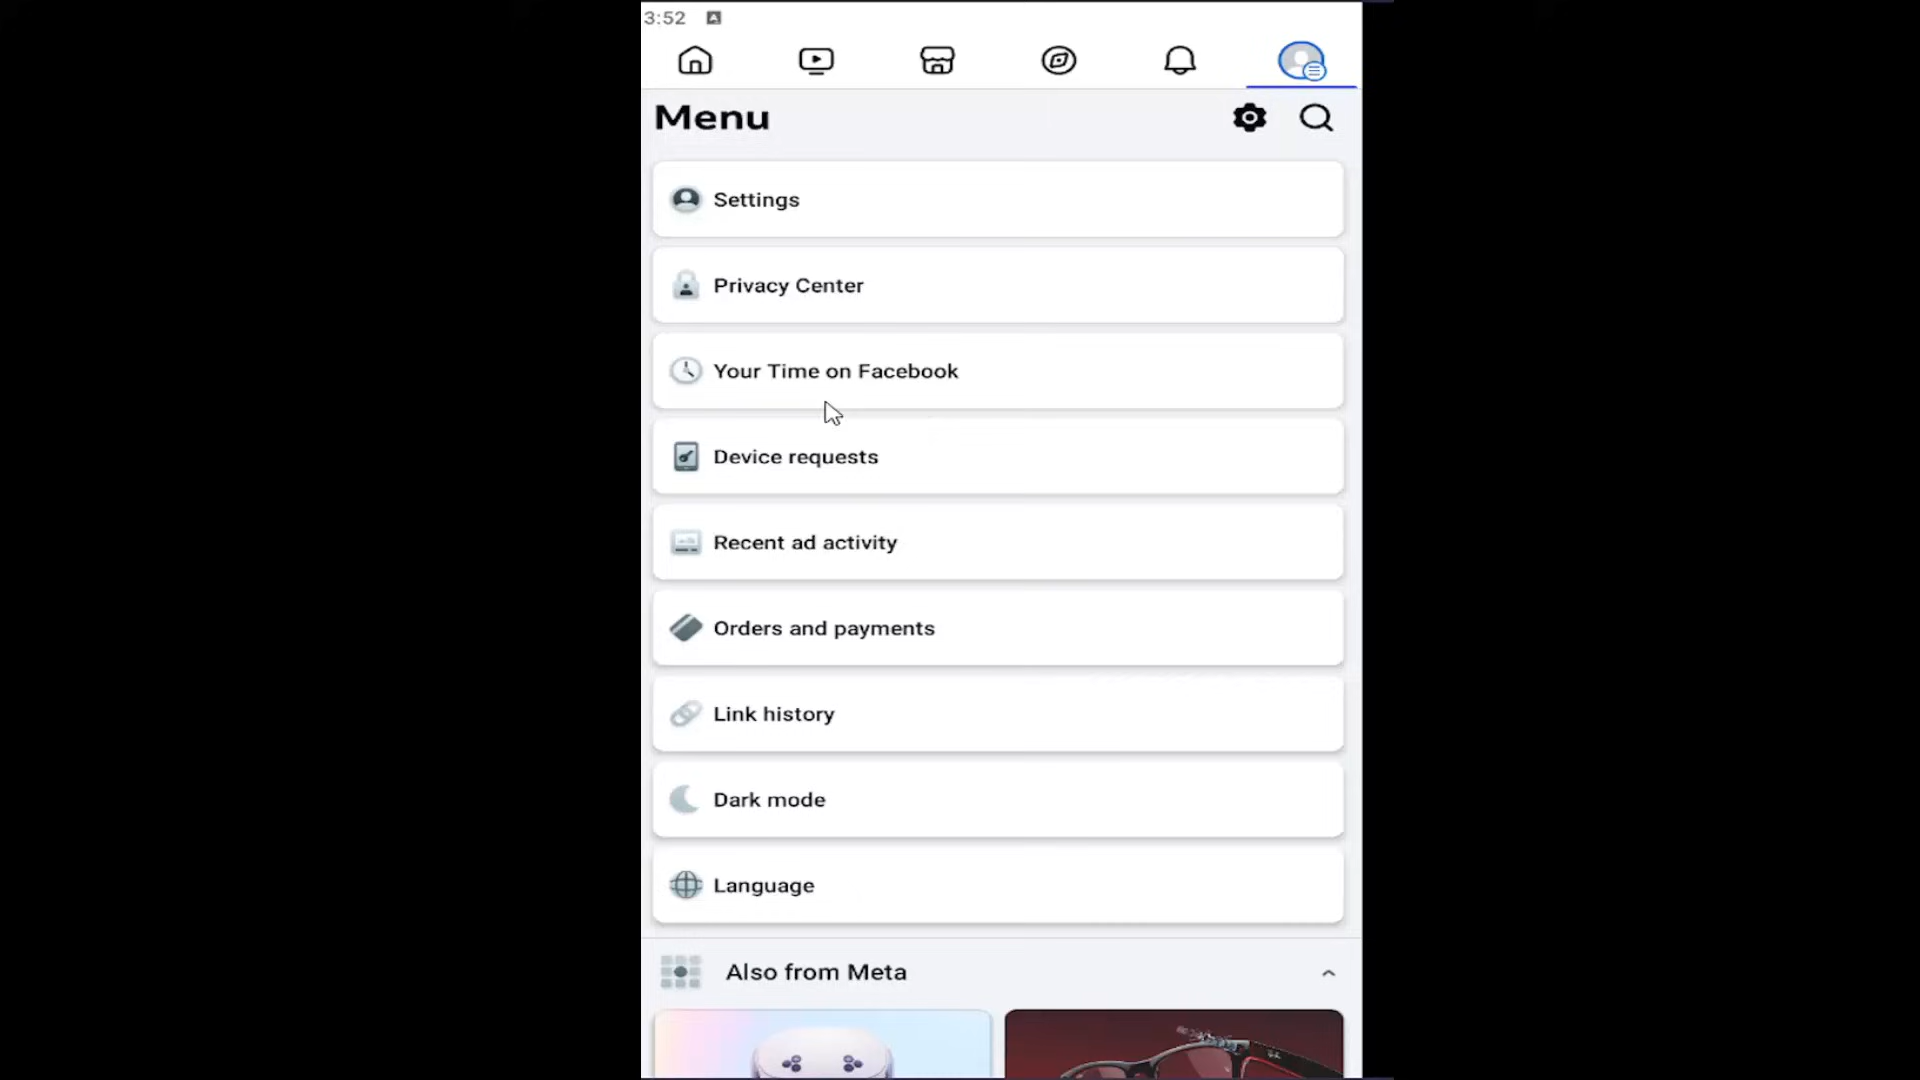 3:52
Menu
Settings
Privacy Center
Your Time on Facebook
Device requests
Recent ad activity
Orders and payments
Link history
Dark mode
Language
Also from Meta